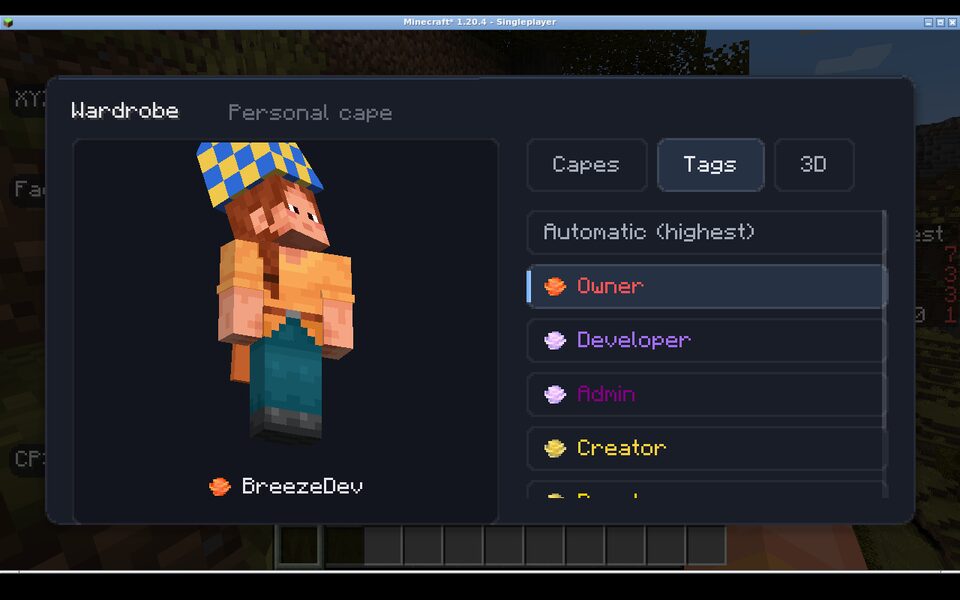 Minecraft* 1.20.4 - Singleplayer
Wardrobe
Personal cape
Capes
Tags
3D
Automatic (highest)
Owner
Developer
Admin
Creator
BreezeDev